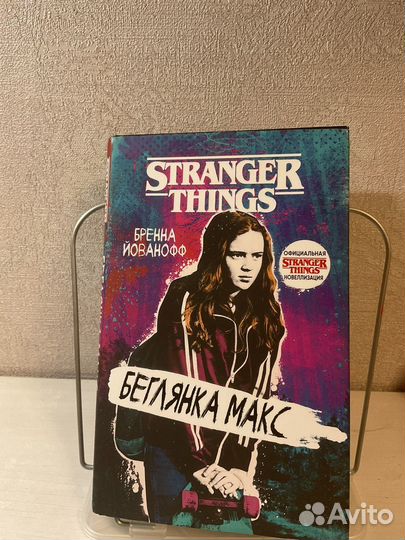 STRANGER
THINGS
БРЕННА
ЙОВАНОФФ
ОФИЦИАЛЬНАЯ
STRANGER
THINGS
НОВЕЛЛИЗАЦИЯ
БЕГЛЯНКА МАКС
Avito